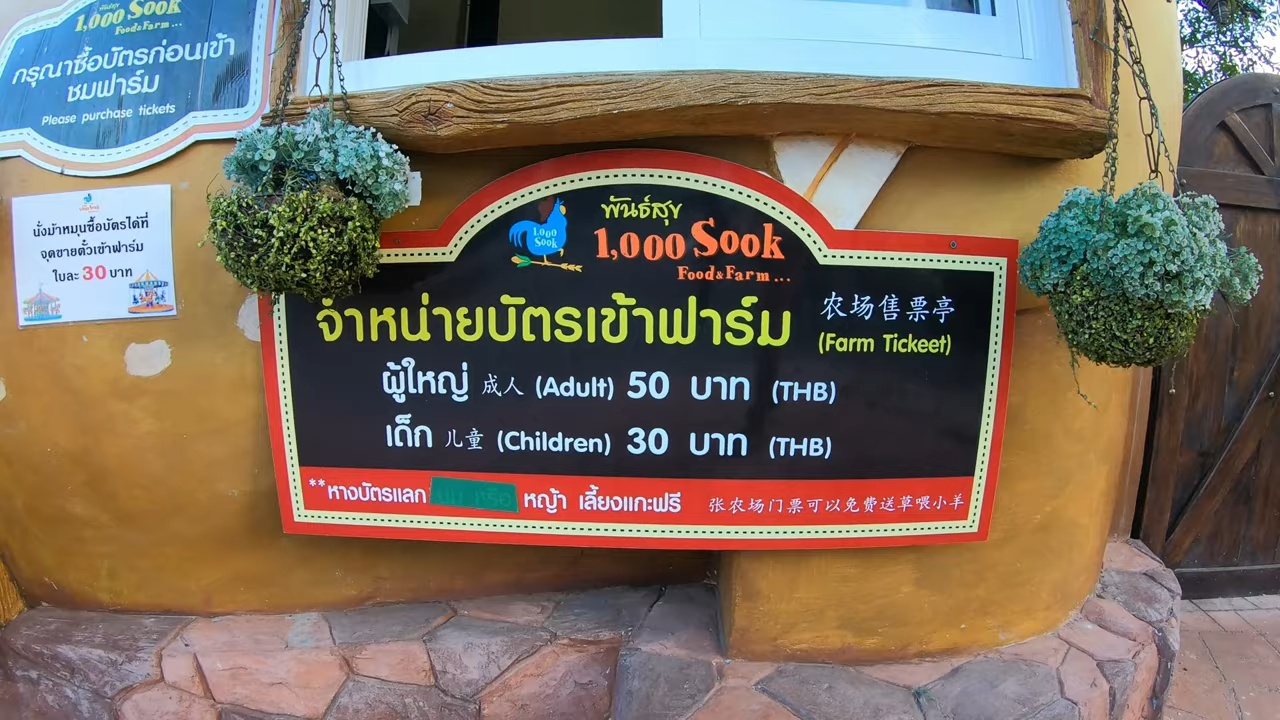 พันธ์สุข
1,000 Sook
Food & Farm...
กรุณาซื้อบัตรก่อนเข้า
ชมฟาร์ม
Please purchase tickets
นั่งม้าหมุนซื้อบัตรได้ที่
จุดขายตั๋วเข้าฟาร์ม
ใบละ 30 บาท
1,000
Sook
พันธ์สุข
1,000 Sook
Food & Farm...
จำหน่ายบัตรเข้าฟาร์ม 农场售票亭
(Farm Tickeet)
ผู้ใหญ่ 成人 (Adult) 50 บาท (THB)
เด็ก 儿童 (Children) 30 บาท (THB)
**หางบัตรแลก หญ้า เลี้ยงแกะฟรี 张农场门票可以免费送草喂小羊